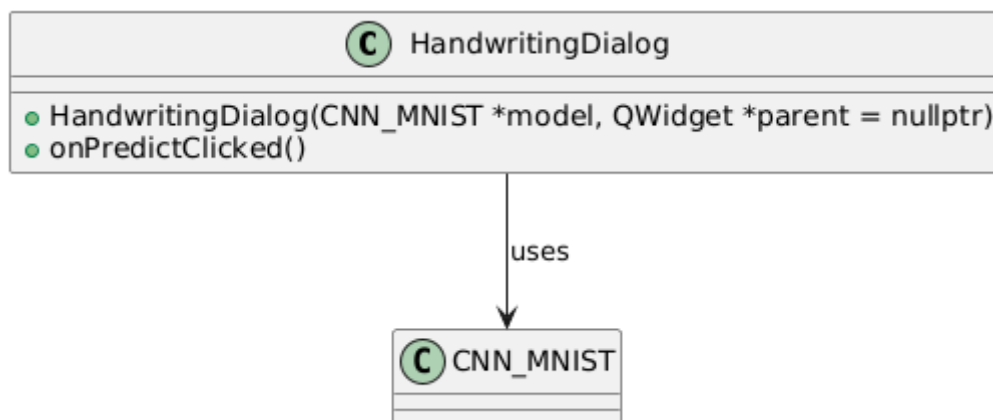 C HandwritingDialog
HandwritingDialog(CNN_MNIST *model, QWidget *parent = nullptr)
onPredictClicked()
uses
C CNN_MNIST